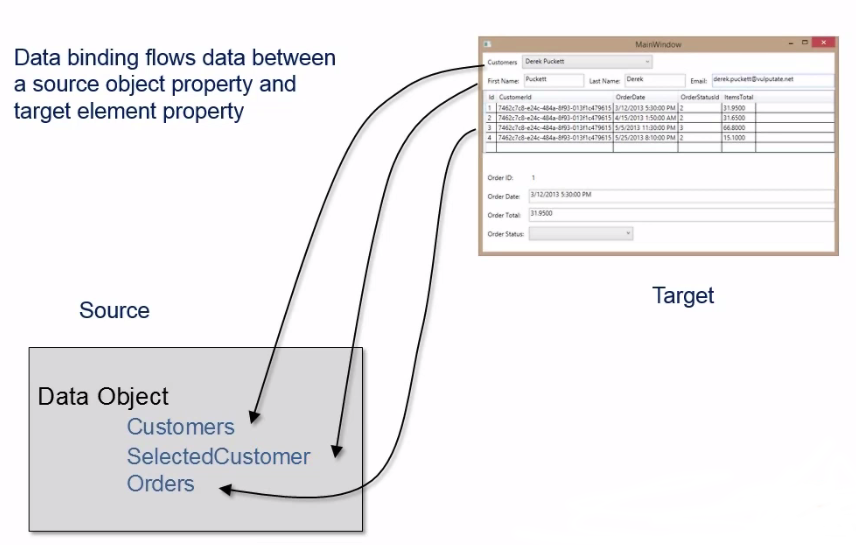 Data binding flows data between
a source object property and
target element property
MainWindow
Customers Derek Puckett
First Name: Puckett Last Name: Derek Email: derek.puckett@vulputate.net
Id CustomerId OrderDate OrderStatusId ItemsTotal
1 7462c7c8-e24c-484a-8f93-013f1c479615 3/12/2013 5:30:00 PM 2 31.9500
2 7462c7c8-e24c-484a-8f93-013f1c479615 4/15/2013 1:50:00 AM 2 31.6500
3 7462c7c8-e24c-484a-8f93-013f1c479615 5/5/2013 11:30:00 PM 3 66.8000
4 7462c7c8-e24c-484a-8f93-013f1c479615 5/25/2013 8:10:00 PM 2 15.1000
Order ID: 1
Order Date: 3/12/2013 5:30:00 PM
Order Total: 31.9500
Order Status:
Target
Source
Data Object
Customers
SelectedCustomer
Orders